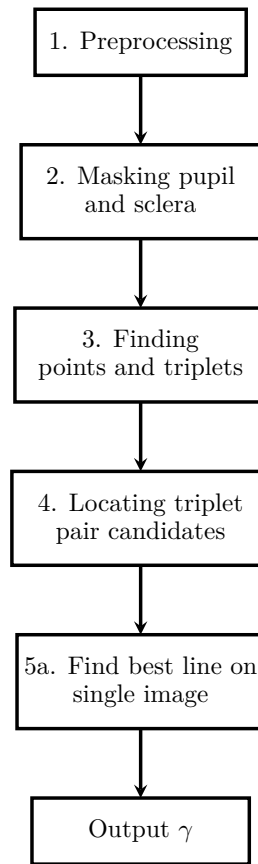 1. Preprocessing
2. Masking pupil
and sclera
3. Finding
points and triplets
4. Locating triplet
pair candidates
5a. Find best line on
single image
Output γ